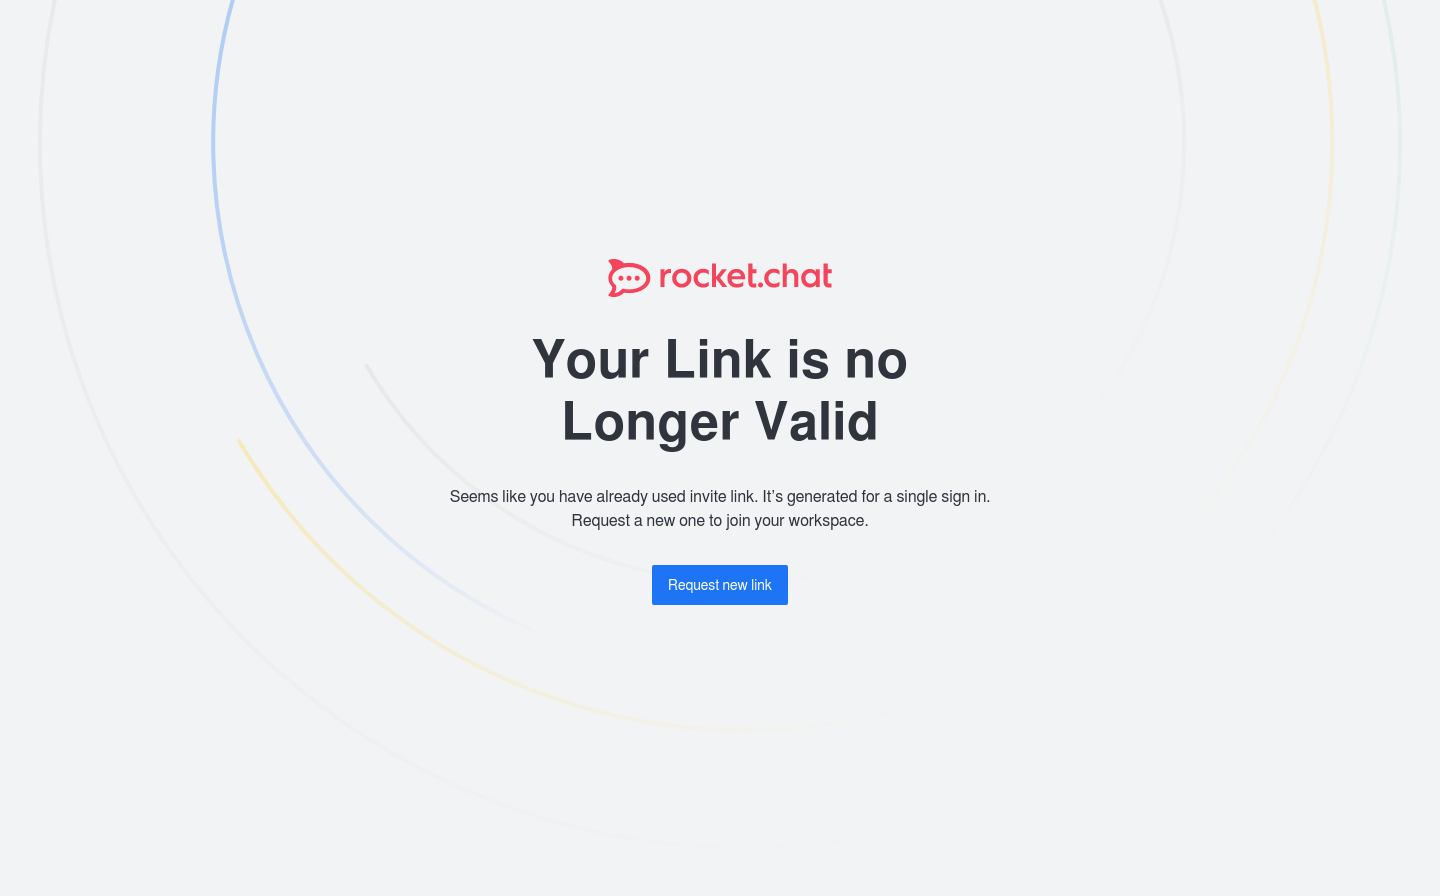 rocket.chat
Your Link is no
Longer Valid
Seems like you have already used invite link. It’s generated for a single sign in.
Request a new one to join your workspace.
Request new link